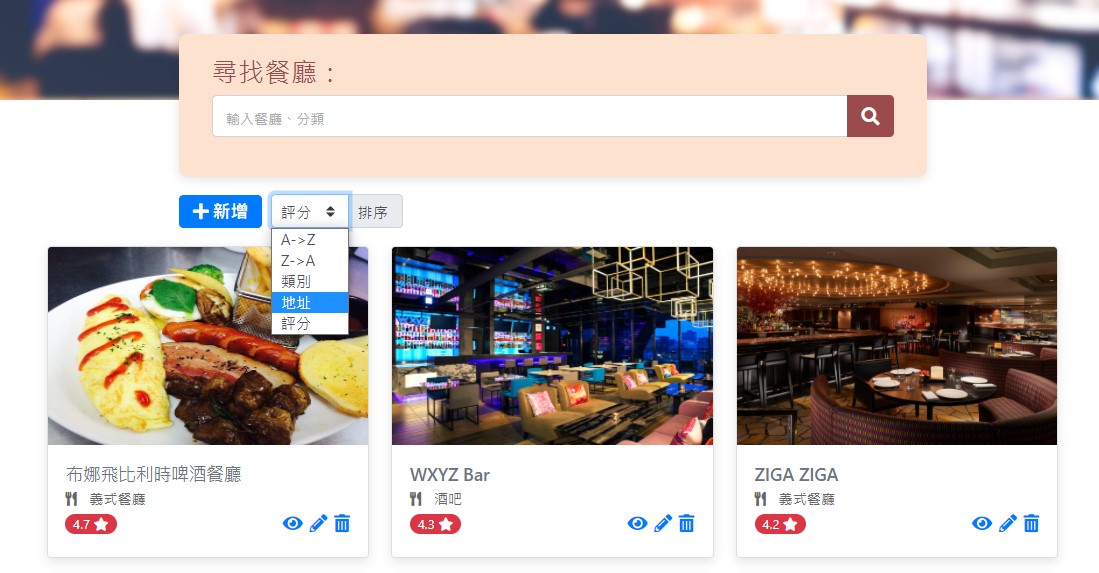 尋找餐廳：
輸入餐廳、分類
新增
評分
排序
A->Z
Z->A
類別
地址
評分
布娜飛比利時啤酒餐廳
義式餐廳
4.7
WXYZ Bar
酒吧
4.3
ZIGA ZIGA
義式餐廳
4.2